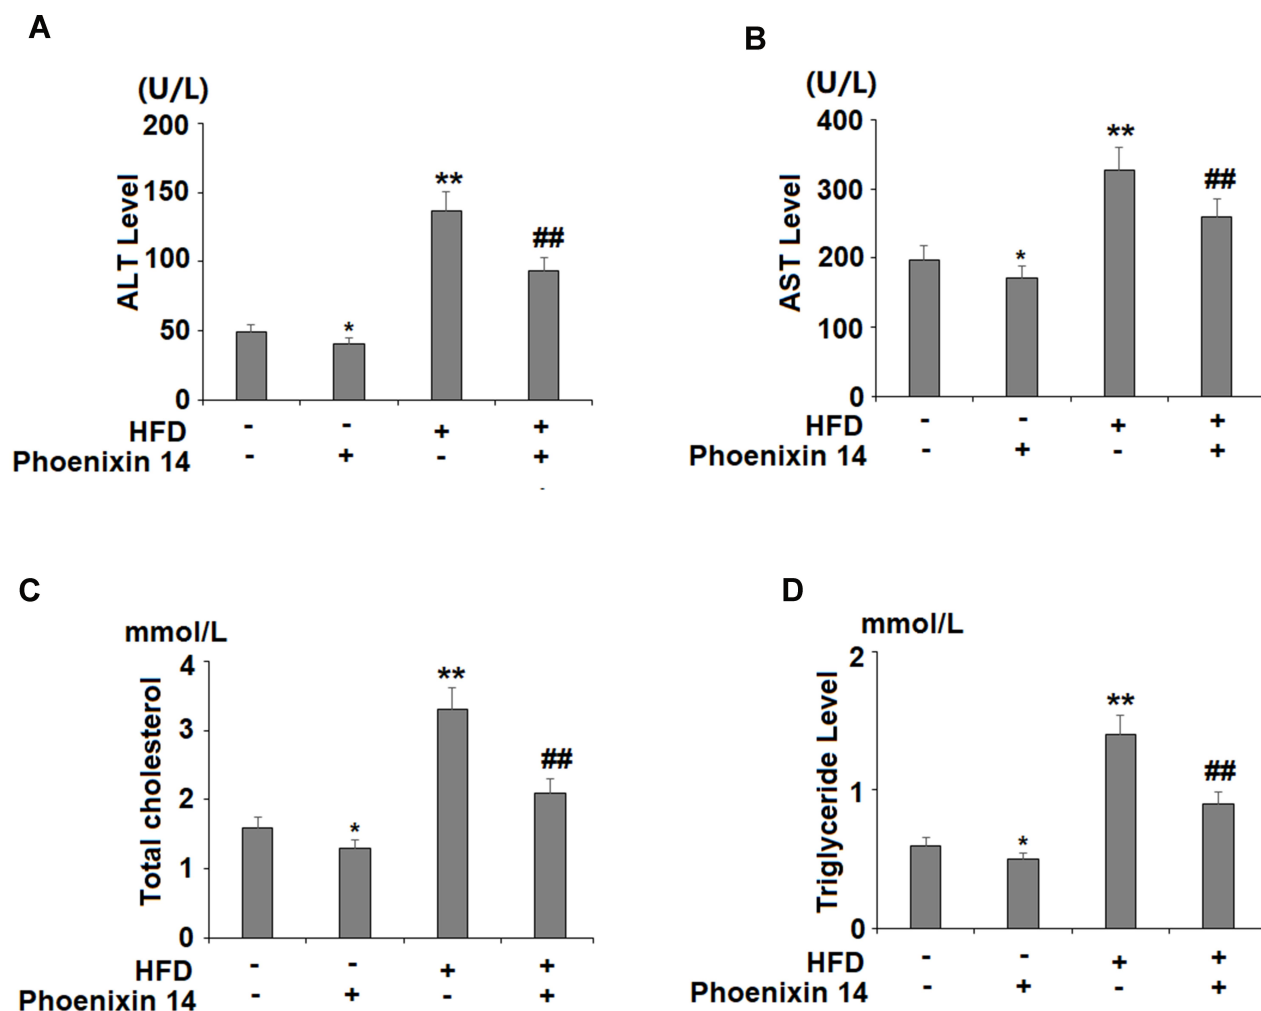 A
(U/L)
ALT Level
200
150
100
50
0
**
##
*
HFD - - + +
Phoenixin 14 - + - +
B
(U/L)
AST Level
400
300
200
100
0
**
##
*
HFD - - + +
Phoenixin 14 - + - +
C
mmol/L
Total cholesterol
4
3
2
1
0
**
##
*
HFD - - + +
Phoenixin 14 - + - +
D
mmol/L
Triglyceride Level
2
1
0
**
##
*
HFD - - + +
Phoenixin 14 - + - +